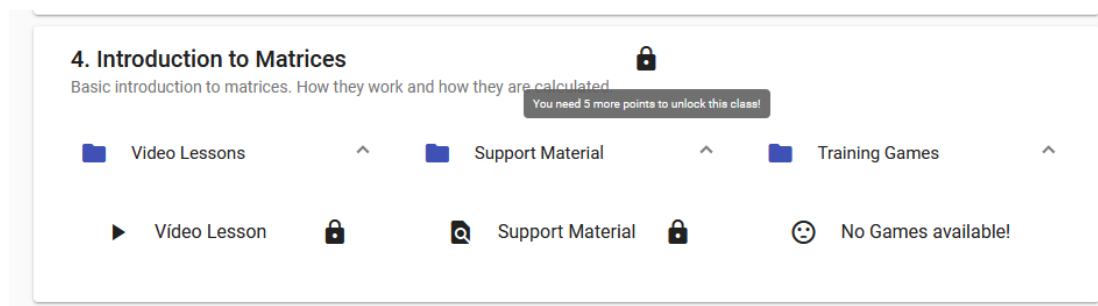 4. Introduction to Matrices
Basic introduction to matrices. How they work and how they are calculated.
You need 5 more points to unlock this class!
Video Lessons
Support Material
Training Games
Vídeo Lesson
Support Material
No Games available!